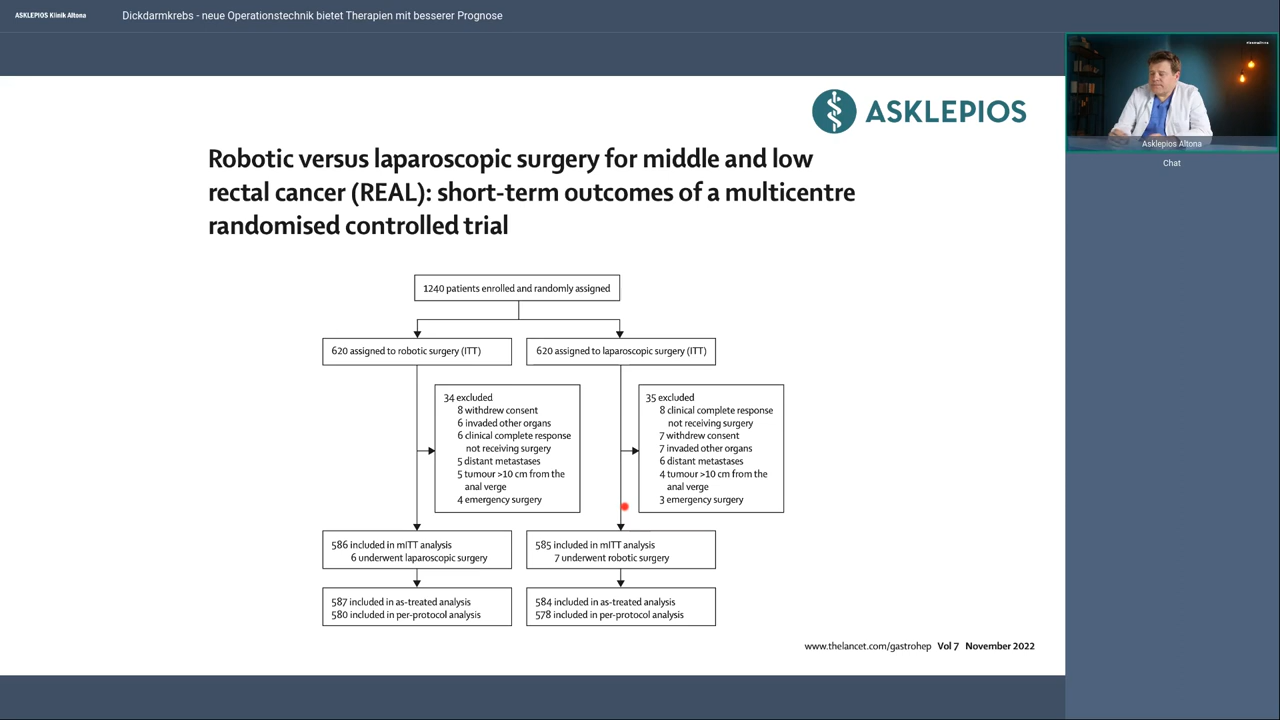 ASKLEPIOS Klinik Altona
Dickdarmkrebs - neue Operationstechnik bietet Therapien mit besserer Prognose
ASKLEPIOS
Asklepios Altona
Chat
Robotic versus laparoscopic surgery for middle and low
rectal cancer (REAL): short-term outcomes of a multicentre
randomised controlled trial
1240 patients enrolled and randomly assigned
620 assigned to robotic surgery (ITT)
620 assigned to laparoscopic surgery (ITT)
34 excluded
8 withdrew consent
6 invaded other organs
6 clinical complete response
not receiving surgery
5 distant metastases
5 tumour >10 cm from the
anal verge
4 emergency surgery
35 excluded
8 clinical complete response
not receiving surgery
7 withdrew consent
7 invaded other organs
6 distant metastases
4 tumour >10 cm from the
anal verge
3 emergency surgery
586 included in mITT analysis
6 underwent laparoscopic surgery
585 included in mITT analysis
7 underwent robotic surgery
587 included in as-treated analysis
580 included in per-protocol analysis
584 included in as-treated analysis
578 included in per-protocol analysis
www.thelancet.com/gastrohep Vol 7 November 2022